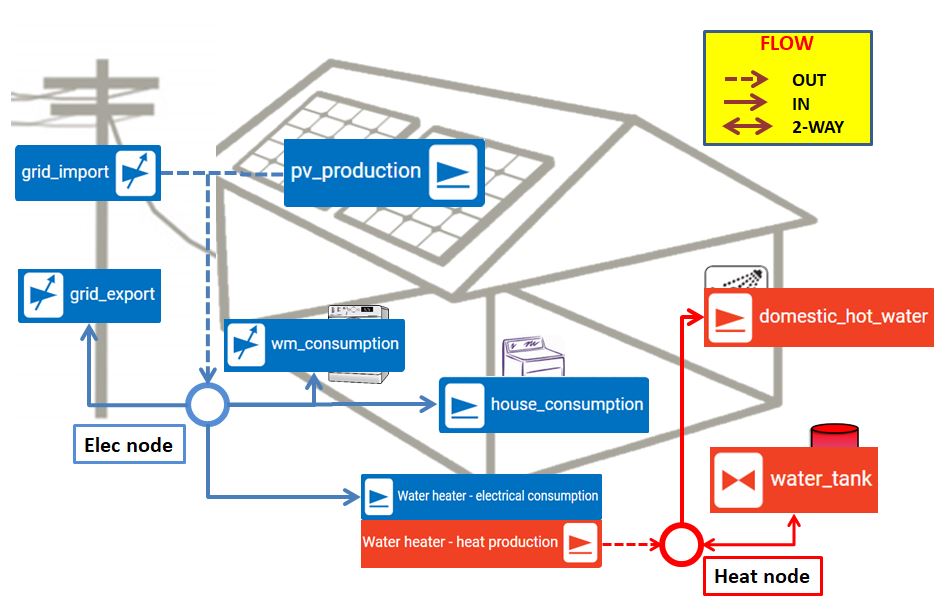 FLOW
OUT
IN
2-WAY
grid_import
pv_production
grid_export
wm_consumption
domestic_hot_water
house_consumption
Elec node
water_tank
Water heater - electrical consumption
Water heater - heat production
Heat node